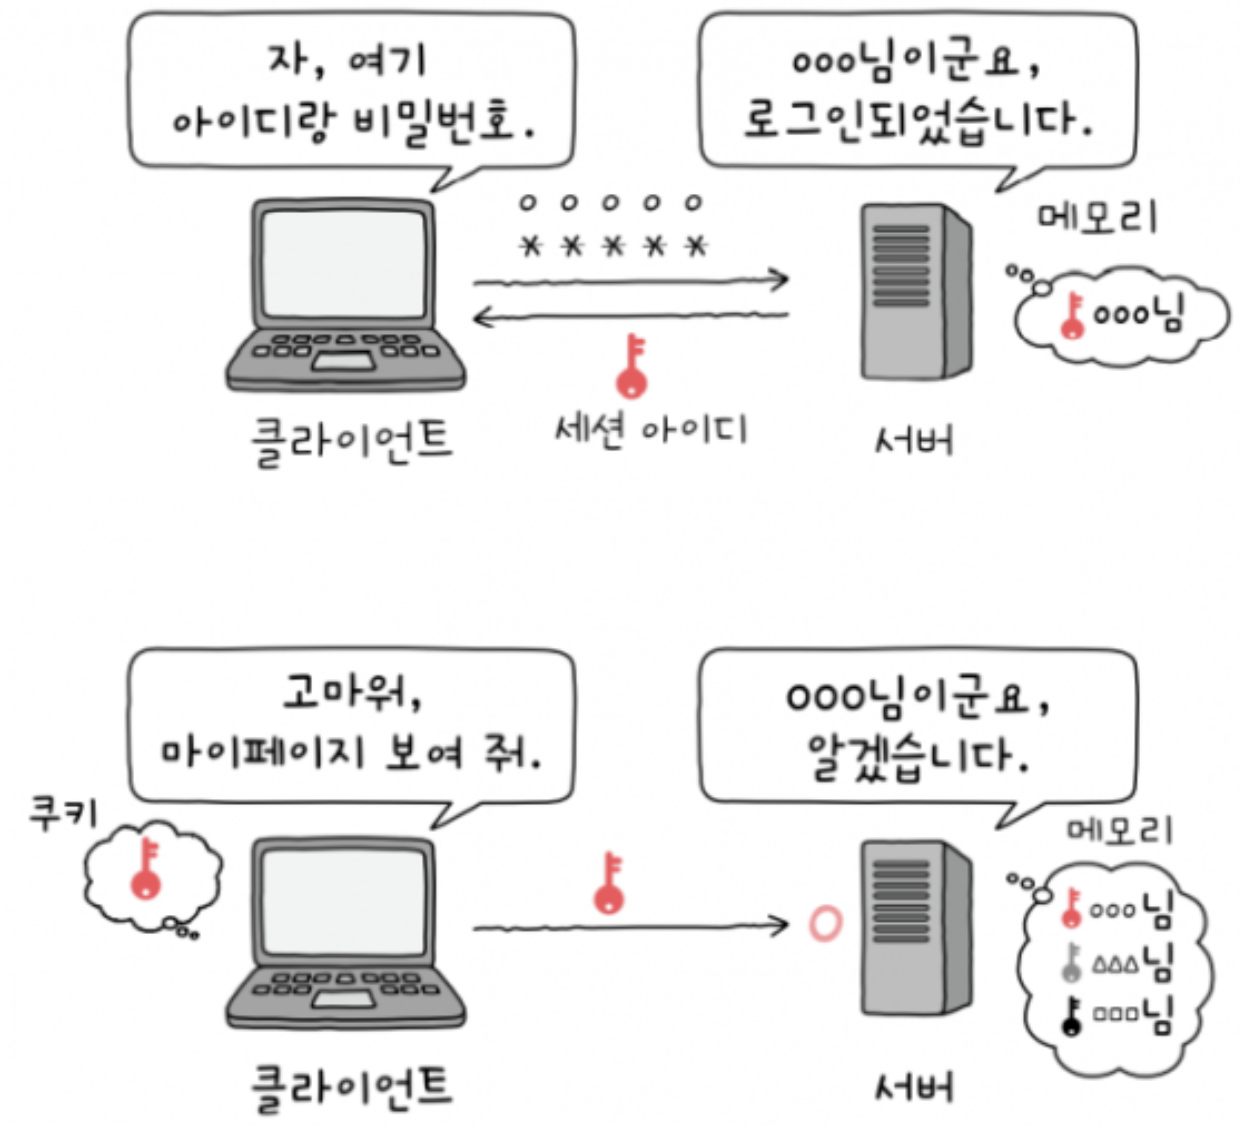 자, 여기
아이디랑 비밀번호.
ooo님이군요,
로그인되었습니다.
o o o o o
* * * * *
메모리
ooo님
세션 아이디
클라이언트
서버
고마워,
마이페이지 보여 줘.
OOO님이군요,
알겠습니다.
쿠키
메모리
ooo님
△△△님
□□□님
클라이언트
서버